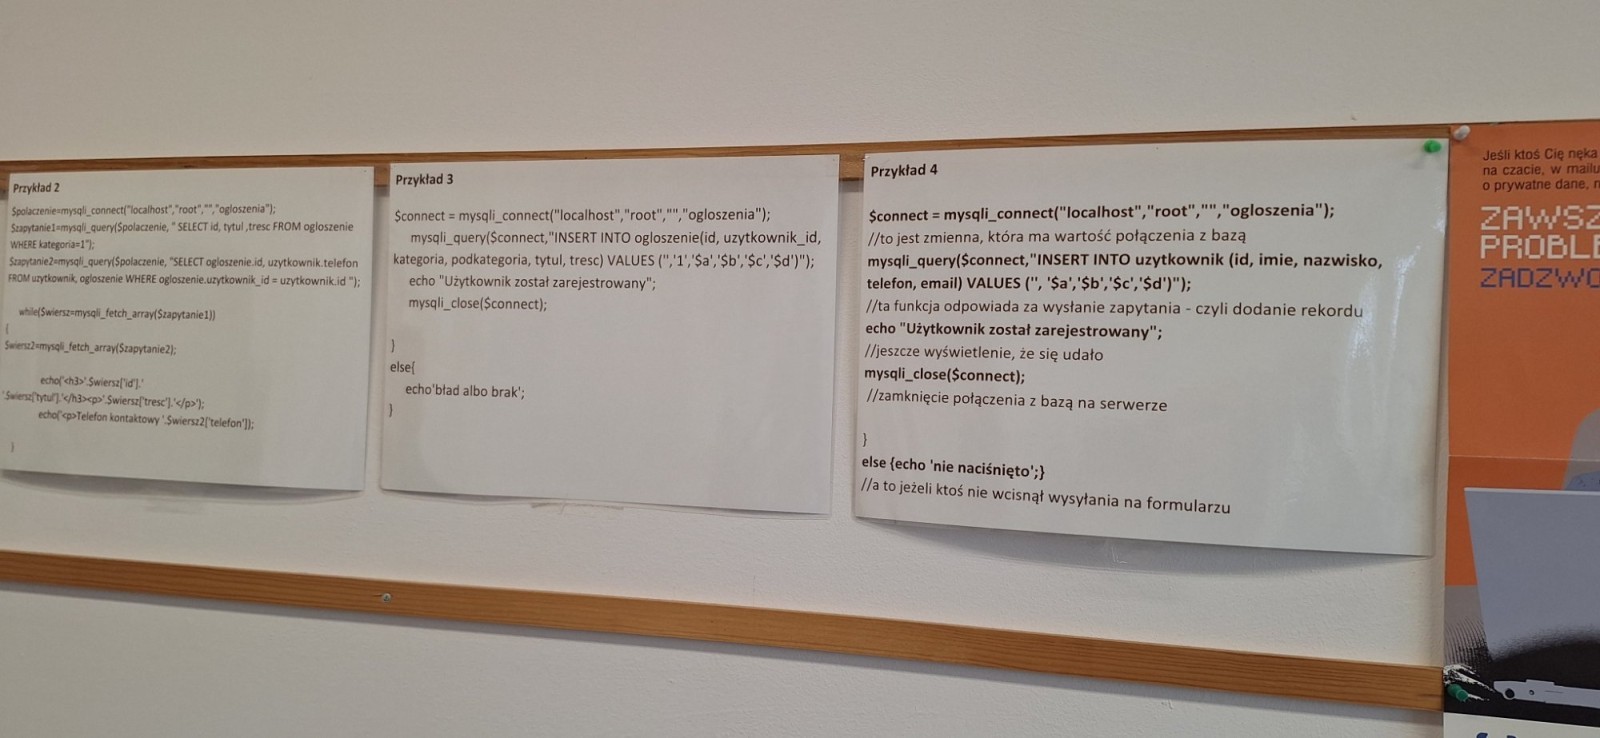 Przykład 2
$polaczenie=mysqli_connect("localhost","root","","ogloszenia");
$zapytanie1=mysqli_query($polaczenie, " SELECT id, tytul ,tresc FROM ogloszenie
WHERE kategoria=1");
$zapytanie2=mysqli_query($polaczenie, "SELECT ogloszenie.id, uzytkownik.telefon
FROM uzytkownik, ogloszenie WHERE ogloszenie.uzytkownik_id = uzytkownik.id ");
while($wiersz=mysqli_fetch_array($zapytanie1))
{
$wiersz2=mysqli_fetch_array($zapytanie2);
echo('<h3>'.$wiersz['id'].'
'.$wiersz['tytul'].'</h3><p>'.$wiersz['tresc'].'</p>');
echo('<p>Telefon kontaktowy '.$wiersz2['telefon']);
}
Przykład 3
$connect = mysqli_connect("localhost","root","","ogloszenia");
mysqli_query($connect,"INSERT INTO ogloszenie(id, uzytkownik_id,
kategoria, podkategoria, tytul, tresc) VALUES ('','1','$a','$b','$c','$d')");
echo "Użytkownik został zarejestrowany";
mysqli_close($connect);
}
else{
echo'bład albo brak';
}
Przykład 4
$connect = mysqli_connect("localhost","root","","ogloszenia");
//to jest zmienna, która ma wartość połączenia z bazą
mysqli_query($connect,"INSERT INTO uzytkownik (id, imie, nazwisko,
telefon, email) VALUES ('', '$a','$b','$c','$d')");
//ta funkcja odpowiada za wysłanie zapytania - czyli dodanie rekordu
echo "Użytkownik został zarejestrowany";
//jeszcze wyświetlenie, że się udało
mysqli_close($connect);
//zamknięcie połączenia z bazą na serwerze
}
else {echo 'nie naciśnięto';}
//a to jeżeli ktoś nie wcisnął wysyłania na formularzu
Jeśli ktoś Cię nęka
na czacie, w mailu
o prywatne dane, n
ZAWSZ
PROBLE
ZADZWO